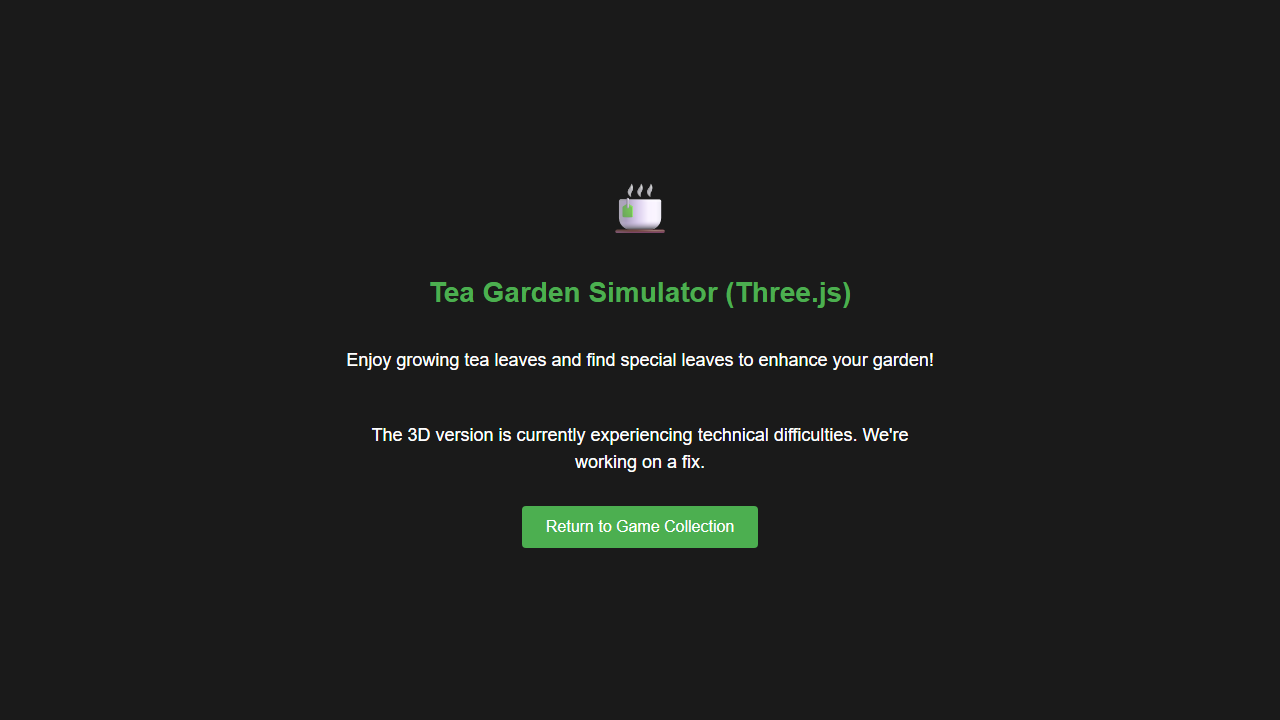 Tea Garden Simulator (Three.js)
Enjoy growing tea leaves and find special leaves to enhance your garden!
The 3D version is currently experiencing technical difficulties. We're
working on a fix.
Return to Game Collection